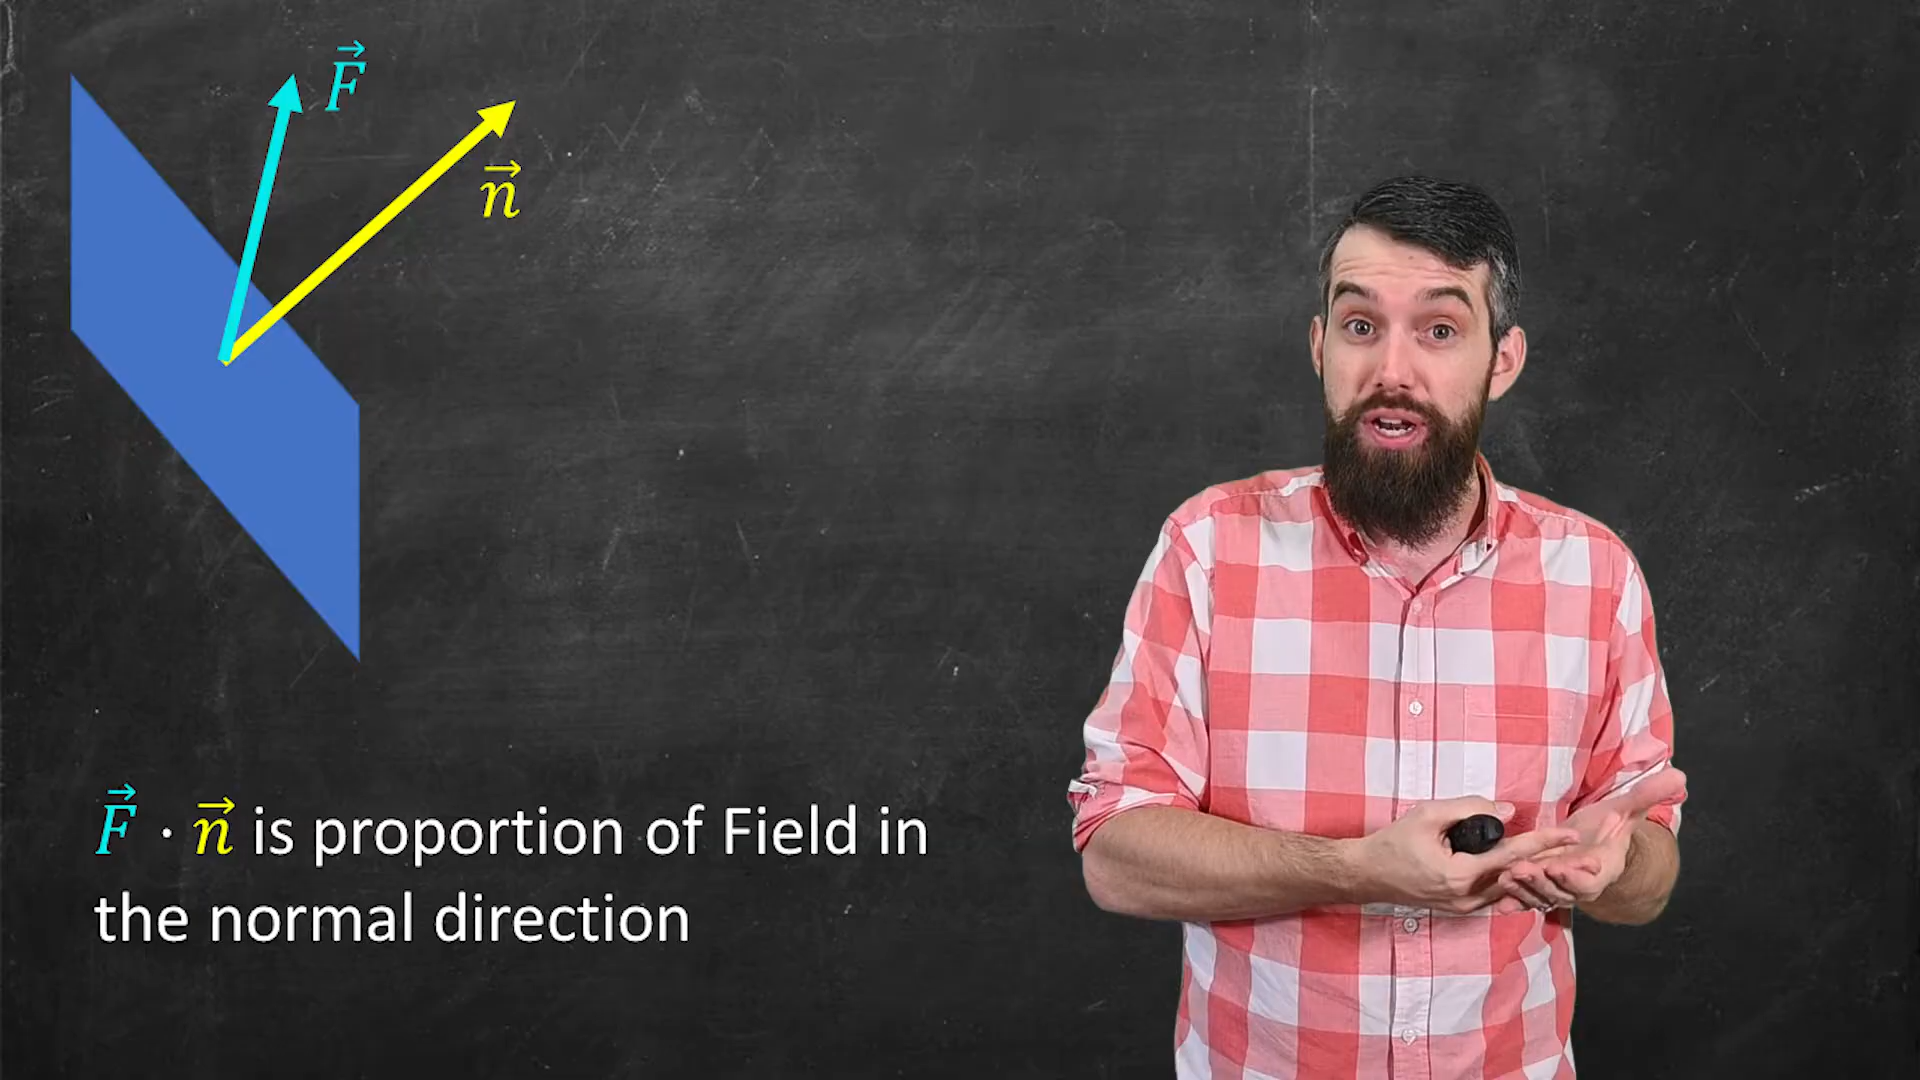 F⃗
n⃗
F⃗ · n⃗ is proportion of Field in
the normal direction